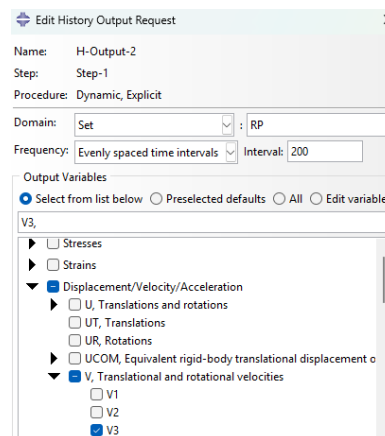 Edit History Output Request
Name: H-Output-2
Step: Step-1
Procedure: Dynamic, Explicit
Domain: Set : RP
Frequency: Evenly spaced time intervals Interval: 200
Output Variables
Select from list below Preselected defaults All Edit variable
V3,
Stresses
Strains
Displacement/Velocity/Acceleration
U, Translations and rotations
UT, Translations
UR, Rotations
UCOM, Equivalent rigid-body translational displacement o
V, Translational and rotational velocities
V1
V2
V3